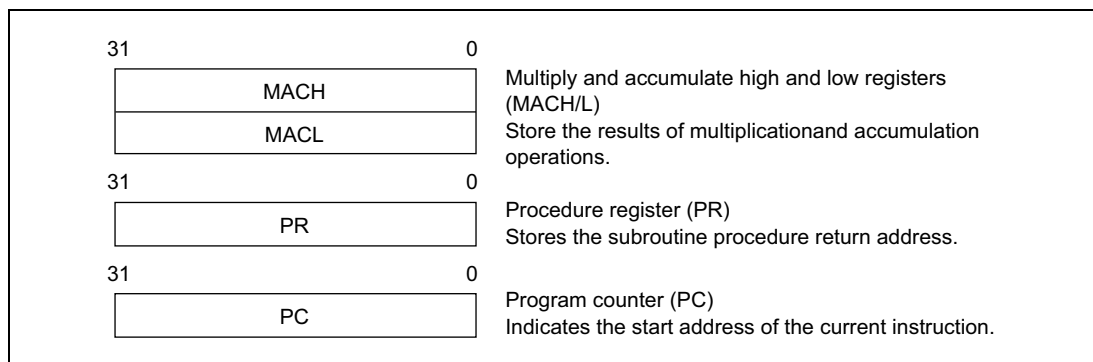 31 0
MACH
MACL
Multiply and accumulate high and low registers
(MACH/L)
Store the results of multiplicationand accumulation
operations.
31 0
PR
Procedure register (PR)
Stores the subroutine procedure return address.
31 0
PC
Program counter (PC)
Indicates the start address of the current instruction.